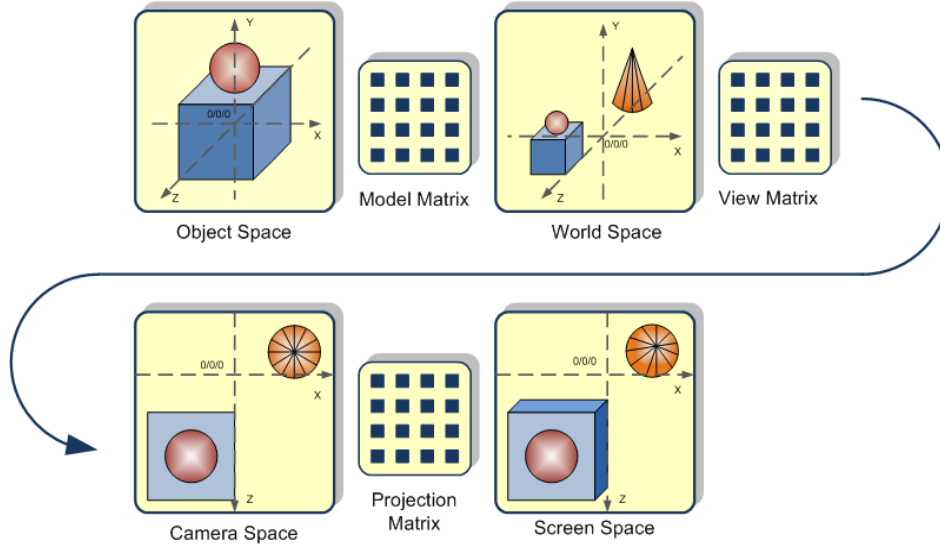 Y
0/0/0
X
Z
Object Space
Model Matrix
Y
0/0/0
X
Z
World Space
View Matrix
0/0/0
X
Z
Camera Space
Projection
Matrix
0/0/0
X
Z
Screen Space